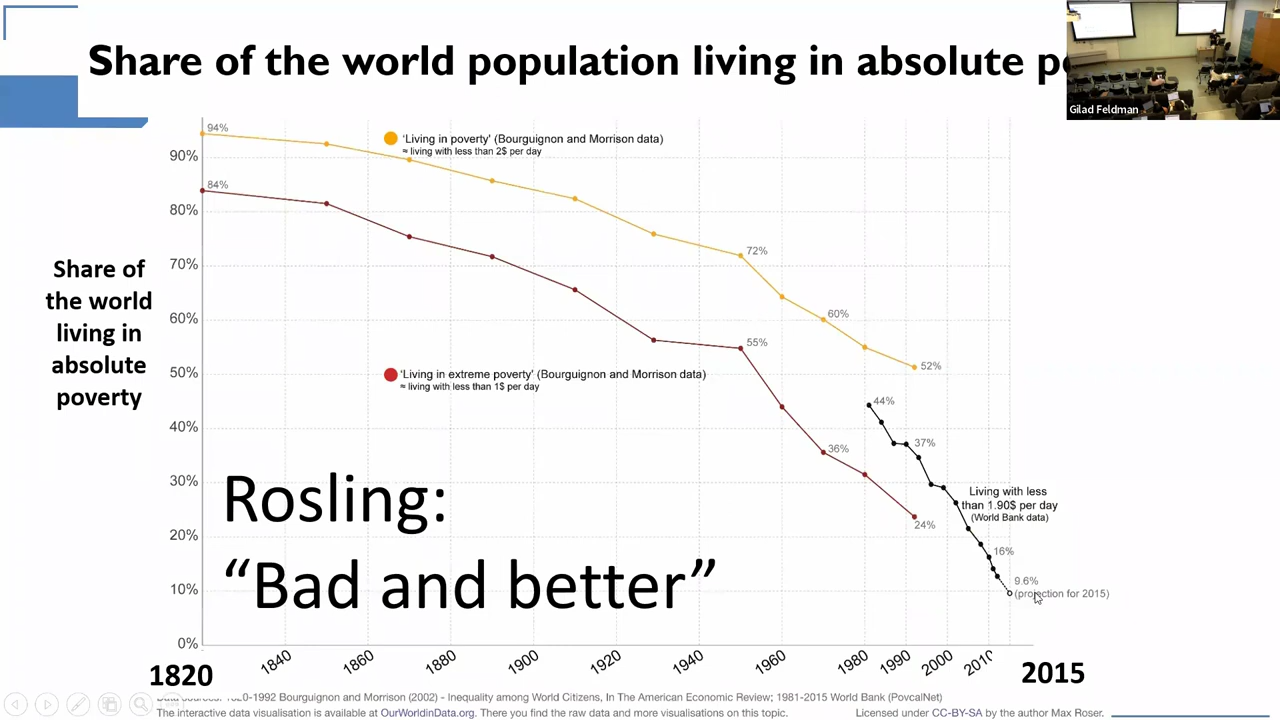 Share of the world population living in absolute
Gilad Feldman
94%
'Living in poverty' (Bourguignon and Morrison data)
≈ living with less than 2$ per day
90%
84%
80%
72%
Share of
the world
living in
absolute
poverty
70%
60%
60%
55%
52%
'Living in extreme poverty' (Bourguignon and Morrison data)
≈ living with less than 1$ per day
50%
44%
40%
37%
36%
Rosling:
"Bad and better"
30%
Living with less
than 1.90$ per day
(World Bank data)
24%
20%
16%
10%
9.6%
(projection for 2015)
0%
1820
1840
1860
1880
1900
1920
1940
1960
1980
1990
2000
2010
2015
1820-1992 Bourguignon and Morrison (2002) - Inequality among World Citizens, In The American Economic Review; 1981-2015 World Bank (PovcalNet)
The interactive data visualisation is available at OurWorldinData.org. There you find the raw data and more visualisations on this topic.
Licensed under CC-BY-SA by the author Max Roser.